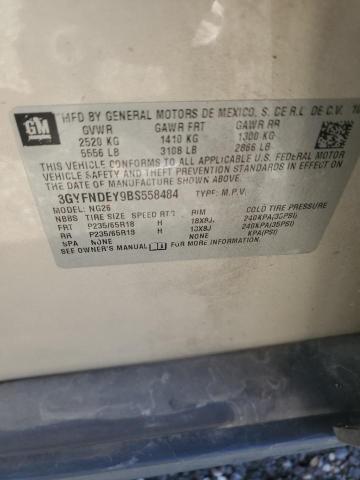 GM
MFD BY GENERAL MOTORS DE MEXICO, S. DE R.L. DE C.V.
GVWR GAWR FRT GAWR RR
2520 KG 1410 KG 1300 KG
5556 LB 3108 LB 2866 LB
THIS VEHICLE CONFORMS TO ALL APPLICABLE U.S. FEDERAL MOTOR
VEHICLE SAFETY AND THEFT PREVENTION STANDARDS IN EFFECT ON
THE DATE OF MANUFACTURE SHOWN ABOVE.
3GYFNDEY9BS558484 TYPE: M.P.V.
MODEL: NG26
NBBS TIRE SIZE SPEED RTG RIM COLD TIRE PRESSURE
FRT P235/65R18 H 18X8J 240KPA(35PSI)
RR P235/65R18 H 18X8J 240KPA(35PSI)
SPA NONE NONE KPA(PSI)
SEE OWNER'S MANUAL FOR MORE INFORMATION.